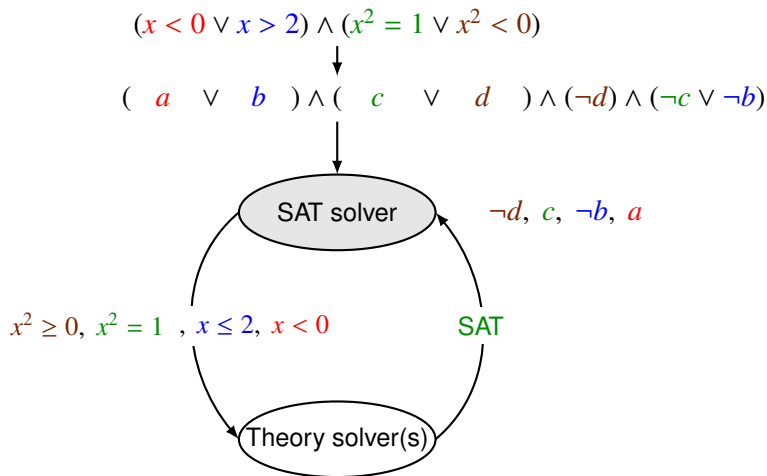 (x < 0 ∨ x > 2) ∧ (x² = 1 ∨ x² < 0)
( a ∨ b ) ∧ ( c ∨ d ) ∧ (¬d) ∧ (¬c ∨ ¬b)
SAT solver
¬d, c, ¬b, a
x² ≥ 0, x² = 1 , x ≤ 2, x < 0
SAT
Theory solver(s)